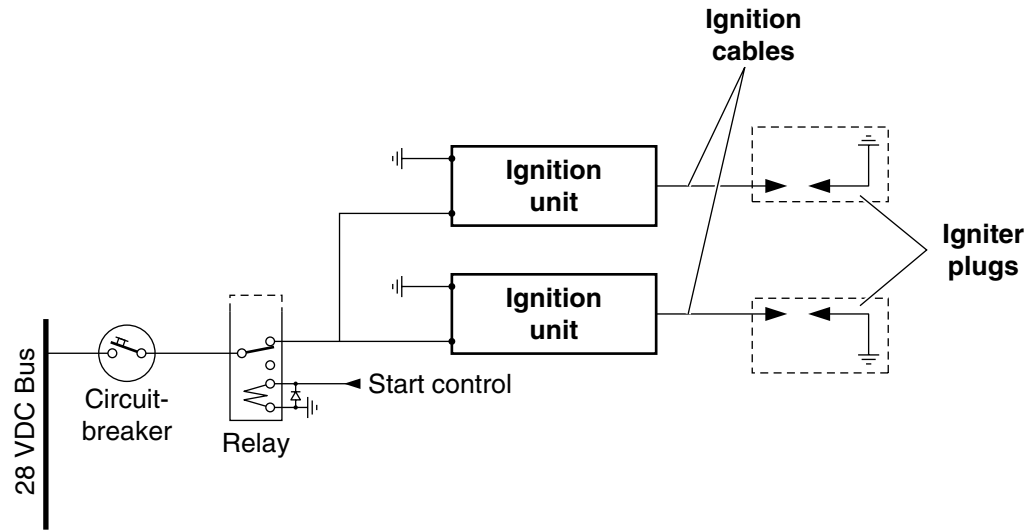 Ignition
cables
Ignition
unit
Igniter
plugs
Ignition
unit
28 VDC Bus
Start control
Circuit-
breaker
Relay